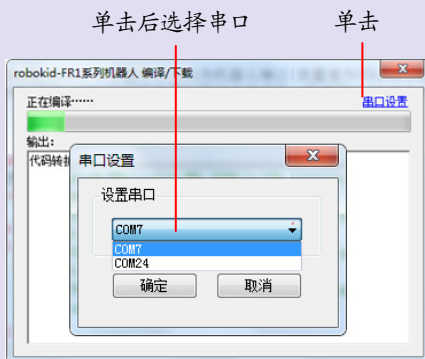 单击后选择串口 单击
robokid-FR1系列机器人 编译/下载
正在编译…… 串口设置
输出:
代码转换
串口设置
设置串口
COM7
COM7
COM24
确定 取消